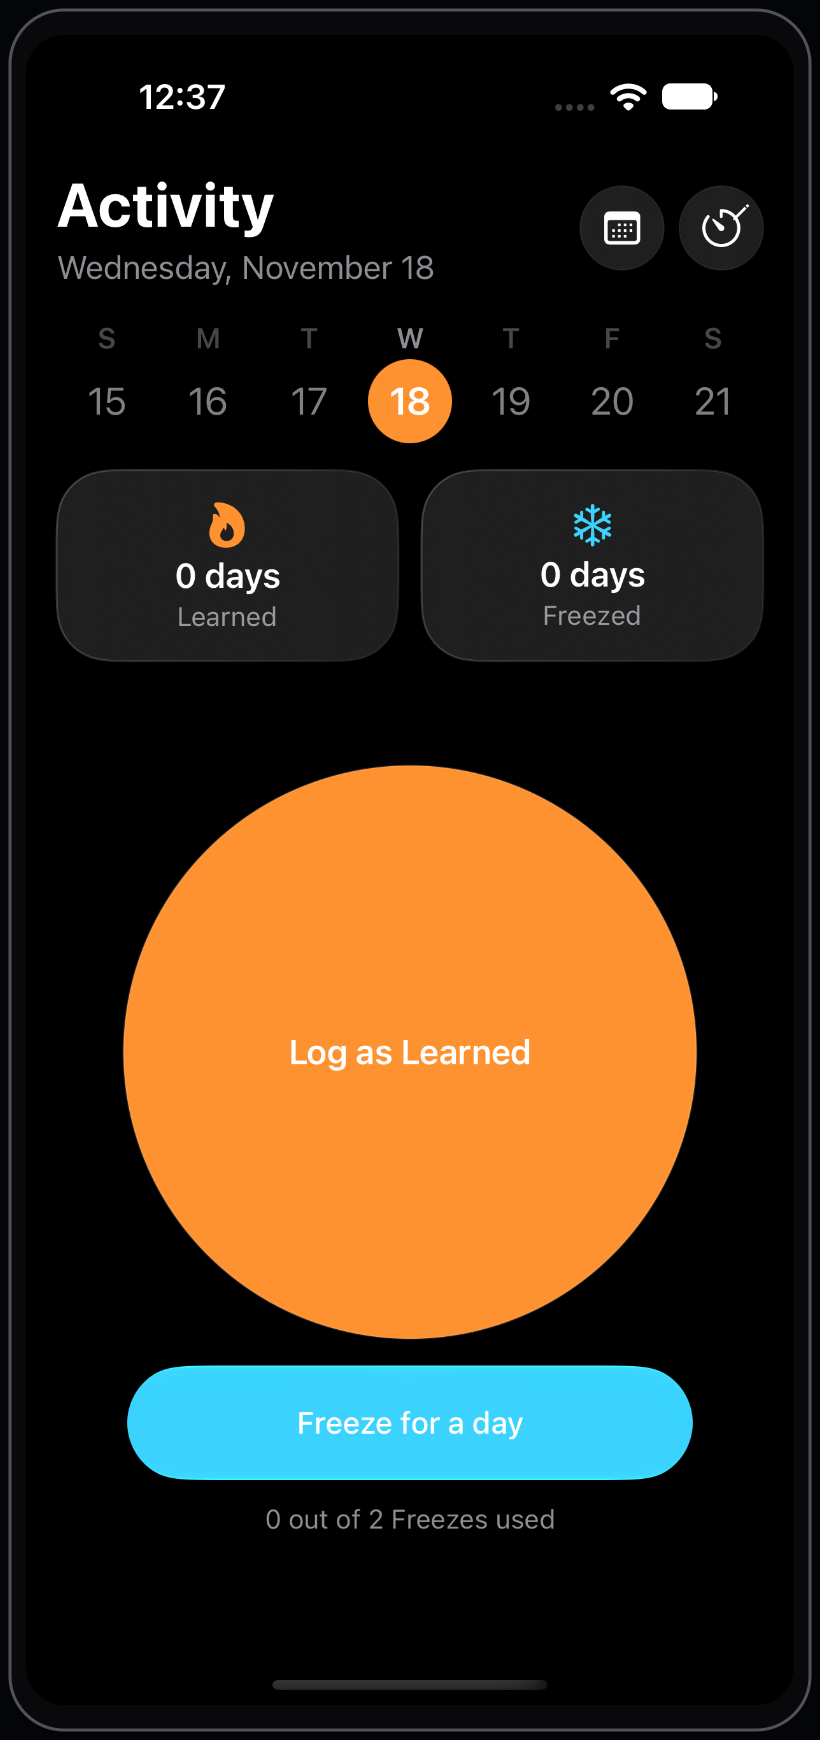 12:37
Activity
Wednesday, November 18
S M T W T F S
15 16 17 18 19 20 21
0 days
Learned
0 days
Freezed
Log as Learned
Freeze for a day
0 out of 2 Freezes used